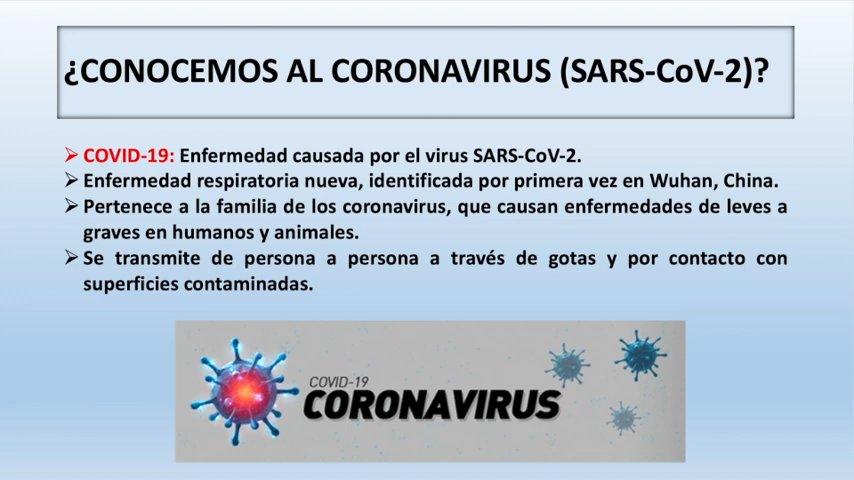 ¿CONOCEMOS AL CORONAVIRUS (SARS-CoV-2)?
➢ COVID-19: Enfermedad causada por el virus SARS-CoV-2.
➢ Enfermedad respiratoria nueva, identificada por primera vez en Wuhan, China.
➢ Pertenece a la familia de los coronavirus, que causan enfermedades de leves a
graves en humanos y animales.
➢ Se transmite de persona a persona a través de gotas y por contacto con
superficies contaminadas.
COVID-19
CORONAVIRUS